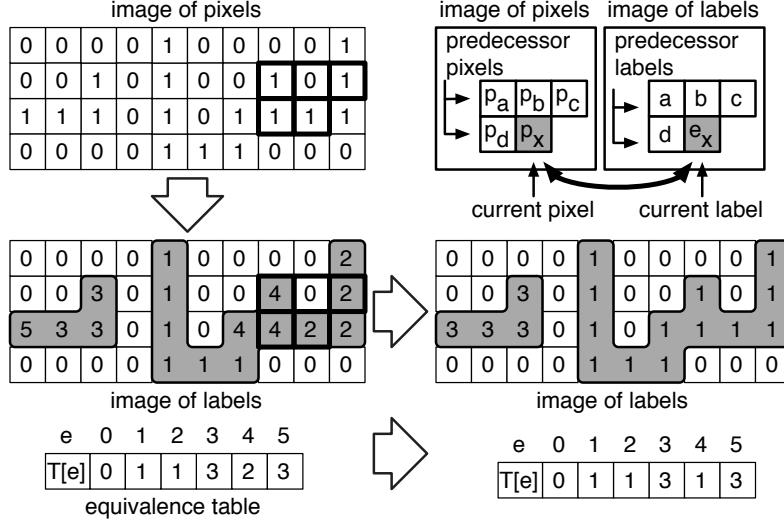 image of pixels
0 0 0 0 1 0 0 0 0 1
0 0 1 0 1 0 0 1 0 1
1 1 1 0 1 0 1 1 1 1
0 0 0 0 1 1 1 0 0 0
image of pixels
predecessor
pixels
pa pb pc
pd px
current pixel
image of labels
predecessor
labels
a b c
d ex
current label
0 0 0 0 1 0 0 0 0 2
0 0 3 0 1 0 0 4 0 2
5 3 3 0 1 0 4 4 2 2
0 0 0 0 1 1 1 0 0 0
image of labels
e 0 1 2 3 4 5
T[e] 0 1 1 3 2 3
equivalence table
0 0 0 0 1 0 0 0 0 1
0 0 3 0 1 0 0 1 0 1
3 3 3 0 1 0 1 1 1 1
0 0 0 0 1 1 1 0 0 0
image of labels
e 0 1 2 3 4 5
T[e] 0 1 1 3 1 3